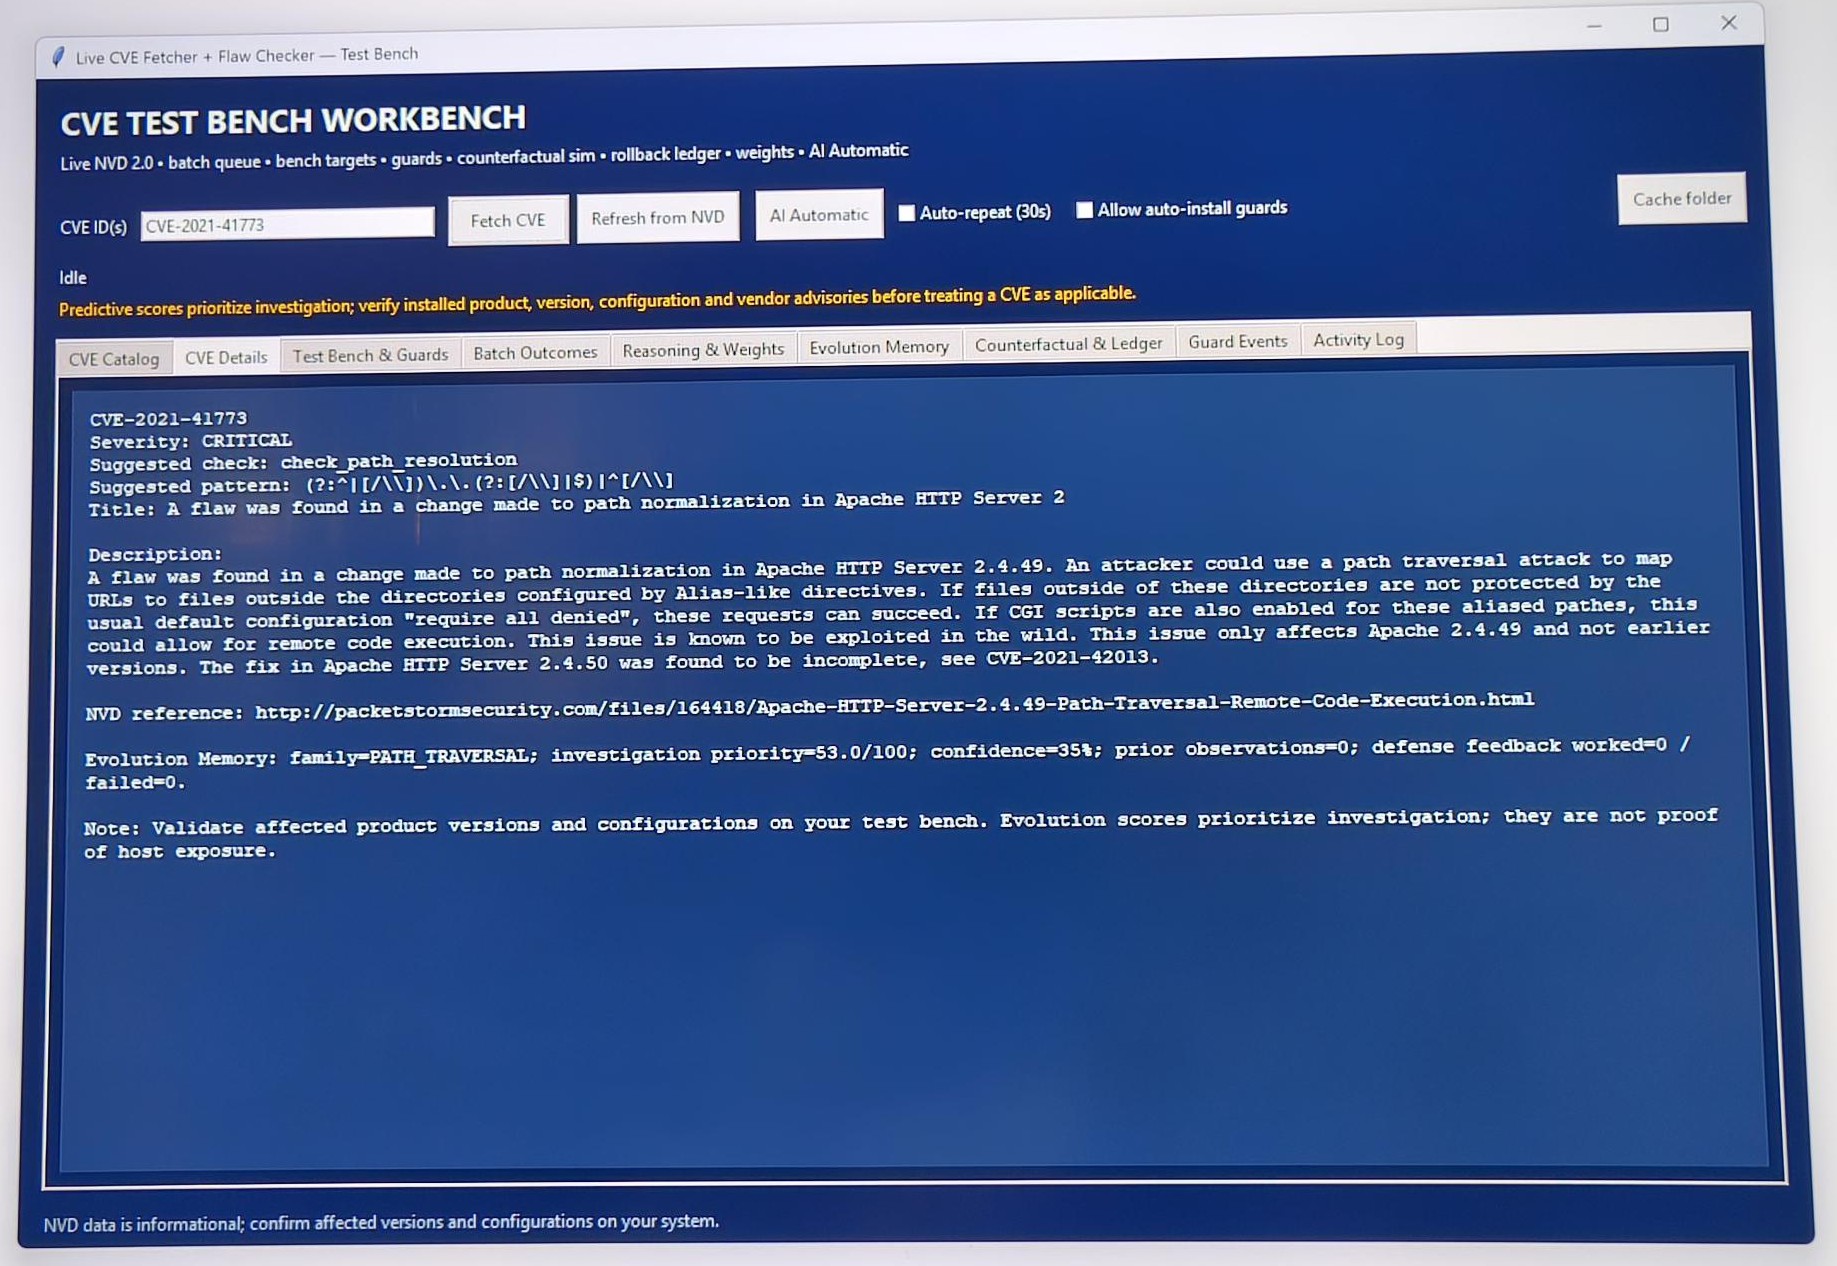 Live CVE Fetcher + Flaw Checker — Test Bench
CVE TEST BENCH WORKBENCH
Live NVD 2.0 • batch queue • bench targets • guards • counterfactual sim • rollback ledger • weights • AI Automatic
CVE ID(s) CVE-2021-41773 Fetch CVE Refresh from NVD AI Automatic Auto-repeat (30s) Allow auto-install guards Cache folder
Idle
Predictive scores prioritize investigation; verify installed product, version, configuration and vendor advisories before treating a CVE as applicable.
CVE Catalog CVE Details Test Bench & Guards Batch Outcomes Reasoning & Weights Evolution Memory Counterfactual & Ledger Guard Events Activity Log
CVE-2021-41773
Severity: CRITICAL
Suggested check: check_path_resolution
Suggested pattern: (?:^|[/\\])\.\.(?:[/\\]|$)|^[/\\]
Title: A flaw was found in a change made to path normalization in Apache HTTP Server 2
Description:
A flaw was found in a change made to path normalization in Apache HTTP Server 2.4.49. An attacker could use a path traversal attack to map
URLs to files outside the directories configured by Alias-like directives. If files outside of these directories are not protected by the
usual default configuration "require all denied", these requests can succeed. If CGI scripts are also enabled for these aliased pathes, this
could allow for remote code execution. This issue is known to be exploited in the wild. This issue only affects Apache 2.4.49 and not earlier
versions. The fix in Apache HTTP Server 2.4.50 was found to be incomplete, see CVE-2021-42013.
NVD reference: http://packetstormsecurity.com/files/164418/Apache-HTTP-Server-2.4.49-Path-Traversal-Remote-Code-Execution.html
Evolution Memory: family=PATH_TRAVERSAL; investigation priority=53.0/100; confidence=35%; prior observations=0; defense feedback worked=0 /
failed=0.
Note: Validate affected product versions and configurations on your test bench. Evolution scores prioritize investigation; they are not proof
of host exposure.
NVD data is informational; confirm affected versions and configurations on your system.